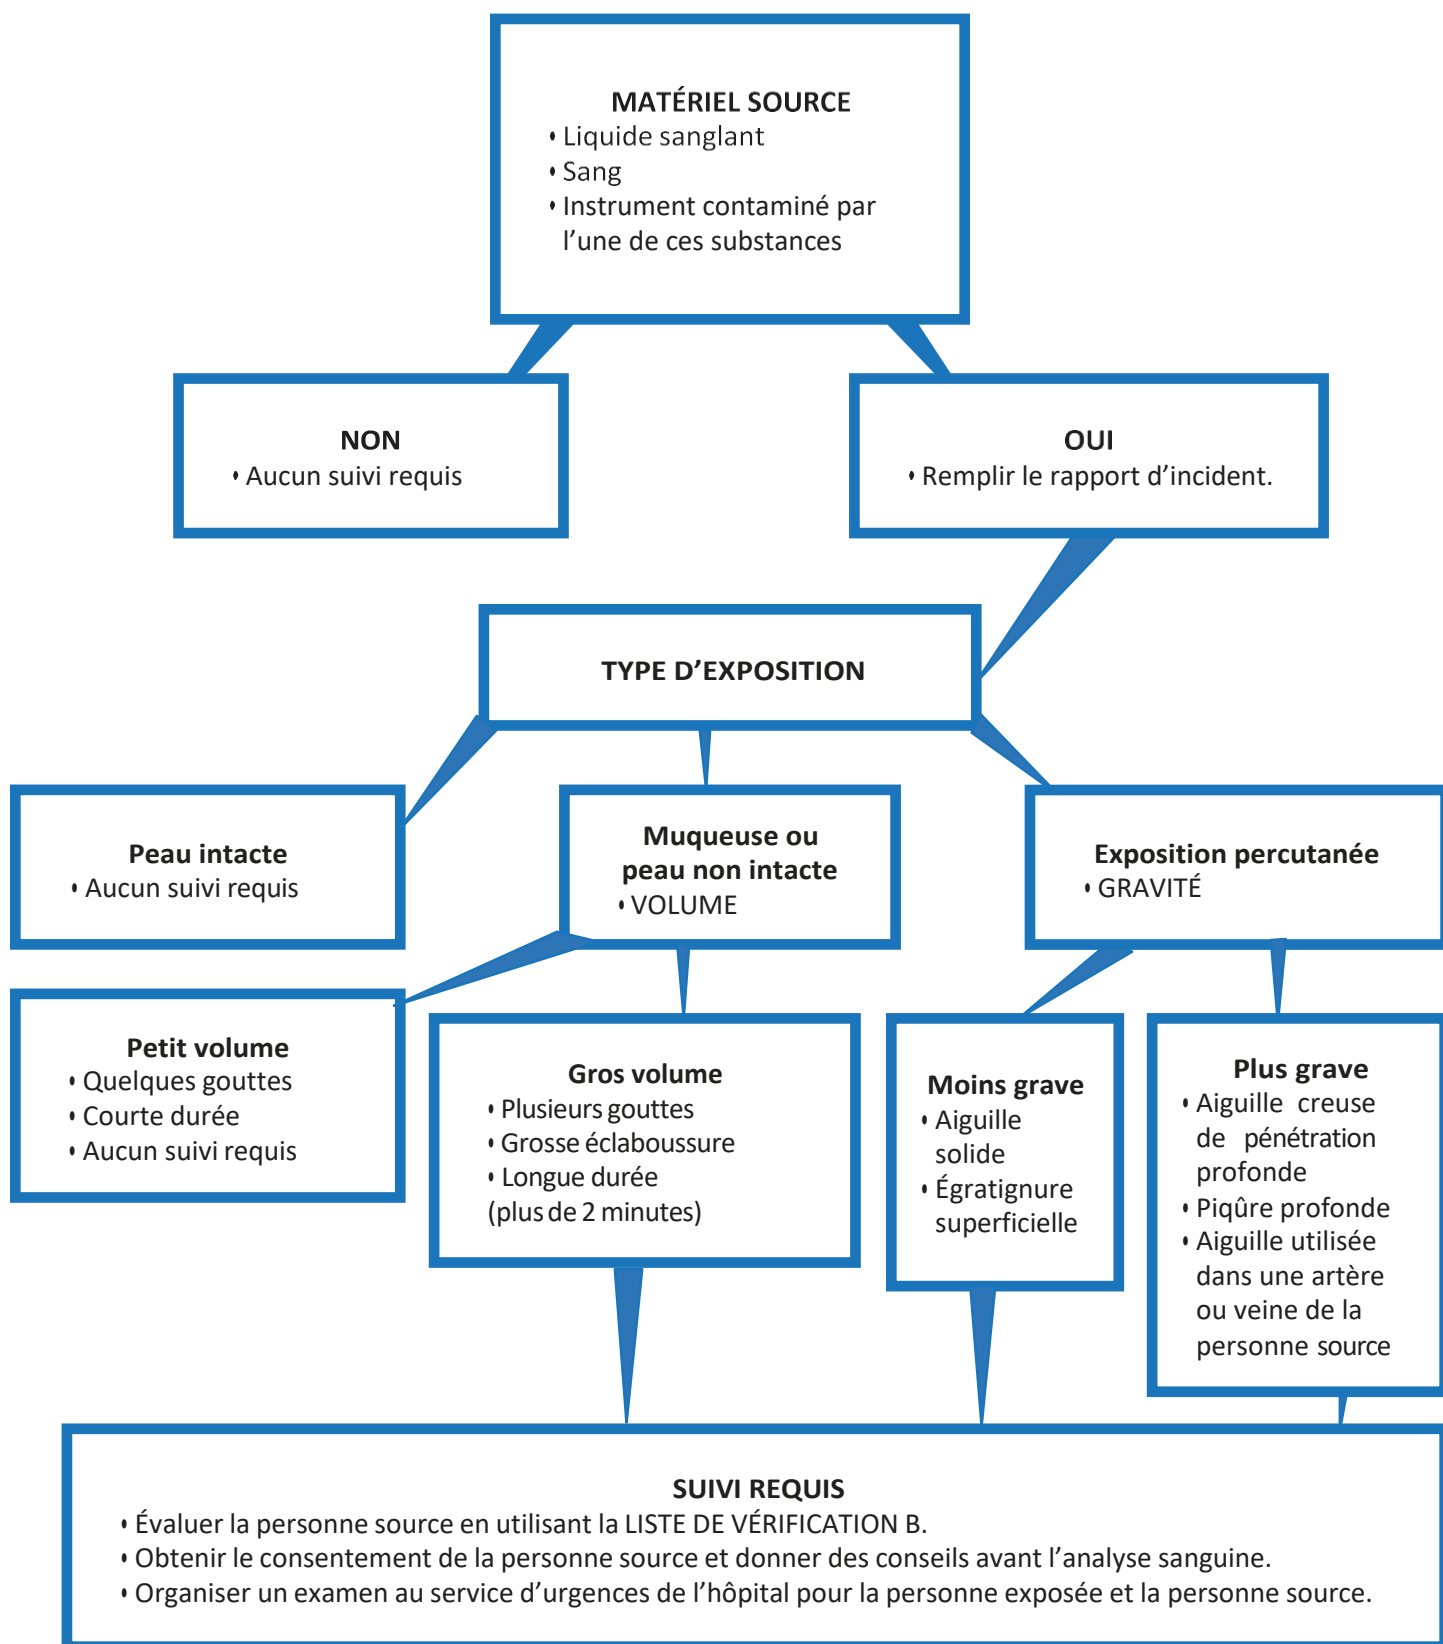 MATÉRIEL SOURCE
• Liquide sanglant
• Sang
• Instrument contaminé par
l’une de ces substances
NON
• Aucun suivi requis
OUI
• Remplir le rapport d’incident.
TYPE D’EXPOSITION
Peau intacte
• Aucun suivi requis
Muqueuse ou
peau non intacte
• VOLUME
Exposition percutanée
• GRAVITÉ
Petit volume
• Quelques gouttes
• Courte durée
• Aucun suivi requis
Gros volume
• Plusieurs gouttes
• Grosse éclaboussure
• Longue durée
(plus de 2 minutes)
Moins grave
• Aiguille
solide
• Égratignure
superficielle
Plus grave
• Aiguille creuse
de pénétration
profonde
• Piqûre profonde
• Aiguille utilisée
dans une artère
ou veine de la
personne source
SUIVI REQUIS
• Évaluer la personne source en utilisant la LISTE DE VÉRIFICATION B.
• Obtenir le consentement de la personne source et donner des conseils avant l’analyse sanguine.
• Organiser un examen au service d’urgences de l’hôpital pour la personne exposée et la personne source.